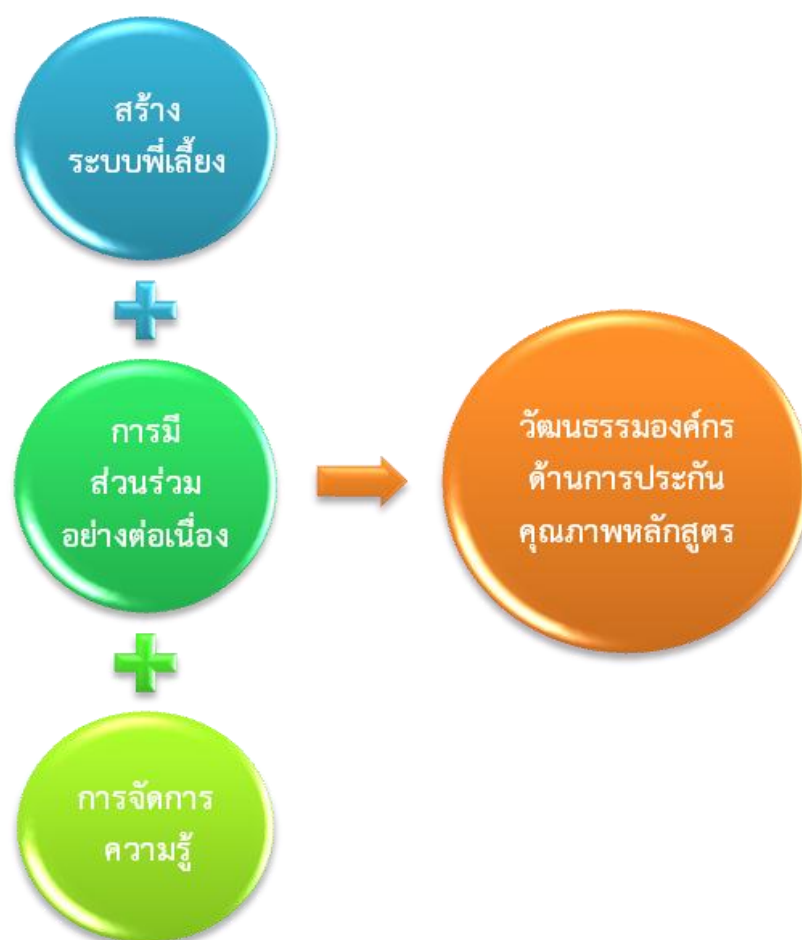 สร้าง
ระบบพี่เลี้ยง
การมี
ส่วนร่วม
อย่างต่อเนื่อง
การจัดการ
ความรู้
วัฒนธรรมองค์กร
ด้านการประกัน
คุณภาพหลักสูตร